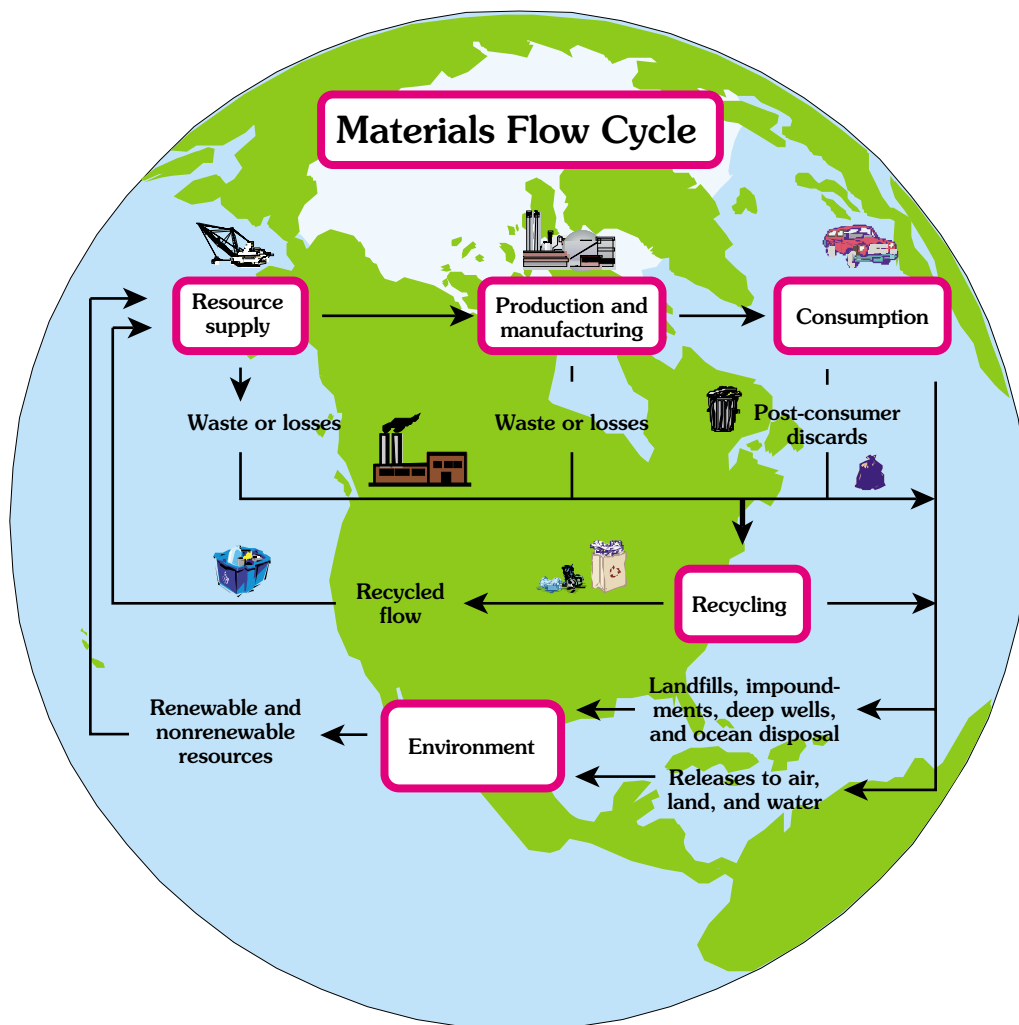 Materials Flow Cycle
Resource
supply
Production and
manufacturing
Consumption
Waste or losses
Waste or losses
Post-consumer
discards
Recycled
flow
Recycling
Renewable and
nonrenewable
resources
Environment
Landfills, impound-
ments, deep wells,
and ocean disposal
Releases to air,
land, and water